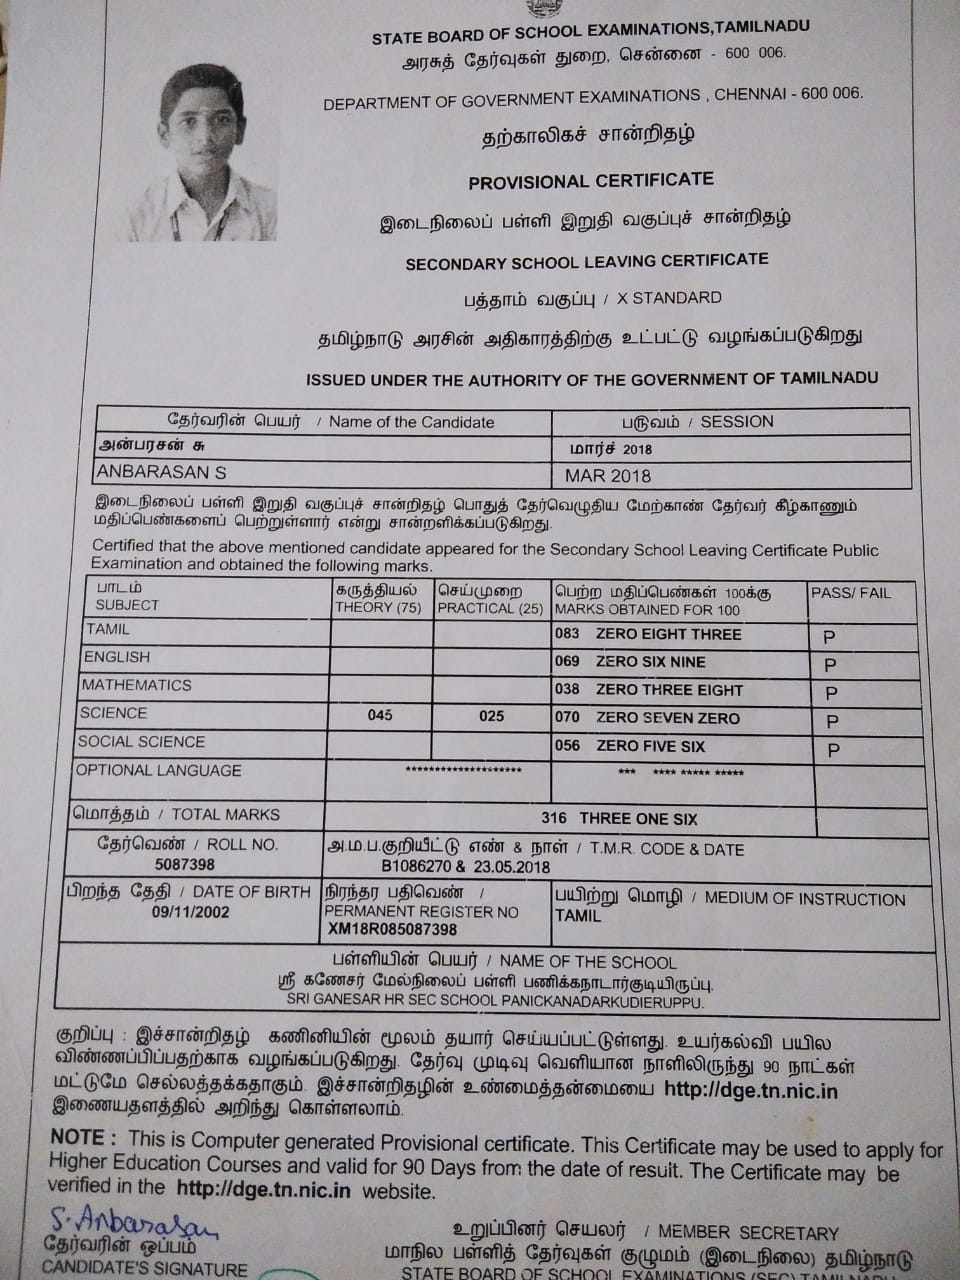 STATE BOARD OF SCHOOL EXAMINATIONS,TAMILNADU
அரசுத் தேர்வுகள் துறை, சென்னை - 600 006.
DEPARTMENT OF GOVERNMENT EXAMINATIONS , CHENNAI - 600 006.
தற்காலிகச் சான்றிதழ்
PROVISIONAL CERTIFICATE
இடைநிலைப் பள்ளி இறுதி வகுப்புச் சான்றிதழ்
SECONDARY SCHOOL LEAVING CERTIFICATE
பத்தாம் வகுப்பு / X STANDARD
தமிழ்நாடு அரசின் அதிகாரத்திற்கு உட்பட்டு வழங்கப்படுகிறது
ISSUED UNDER THE AUTHORITY OF THE GOVERNMENT OF TAMILNADU
தேர்வரின் பெயர் / Name of the Candidate பருவம் / SESSION
அன்பரசன் சு மார்ச் 2018
ANBARASAN S MAR 2018
இடைநிலைப் பள்ளி இறுதி வகுப்புச் சான்றிதழ் பொதுத் தேர்வெழுதிய மேற்காண் தேர்வர் கீழ்காணும்
மதிப்பெண்களைப் பெற்றுள்ளார் என்று சான்றளிக்கப்படுகிறது.
Certified that the above mentioned candidate appeared for the Secondary School Leaving Certificate Public
Examination and obtained the following marks.
பாடம் கருத்தியல் செய்முறை பெற்ற மதிப்பெண்கள் 100க்கு PASS/ FAIL
SUBJECT THEORY (75) PRACTICAL (25) MARKS OBTAINED FOR 100
TAMIL 083 ZERO EIGHT THREE P
ENGLISH 069 ZERO SIX NINE P
MATHEMATICS 038 ZERO THREE EIGHT P
SCIENCE 045 025 070 ZERO SEVEN ZERO P
SOCIAL SCIENCE 056 ZERO FIVE SIX P
OPTIONAL LANGUAGE ******************** *** **** ***** *****
மொத்தம் / TOTAL MARKS 316 THREE ONE SIX
தேர்வெண் / ROLL NO. அ.ம.ப.குறியீட்டு எண் & நாள் / T.M.R. CODE & DATE
5087398 B1086270 & 23.05.2018
பிறந்த தேதி / DATE OF BIRTH நிரந்தர பதிவெண் / பயிற்று மொழி / MEDIUM OF INSTRUCTION
09/11/2002 PERMANENT REGISTER NO TAMIL
XM18R085087398
பள்ளியின் பெயர் / NAME OF THE SCHOOL
ஸ்ரீ கணேசர் மேல்நிலைப் பள்ளி பணிக்கநாடார்குடியிருப்பு.
SRI GANESAR HR SEC SCHOOL PANICKANADARKUDIERUPPU.
குறிப்பு : இச்சான்றிதழ் கணினியின் மூலம் தயார் செய்யப்பட்டுள்ளது. உயர்கல்வி பயில
விண்ணப்பிப்பதற்காக வழங்கப்படுகிறது. தேர்வு முடிவு வெளியான நாளிலிருந்து 90 நாட்கள்
மட்டுமே செல்லத்தக்கதாகும். இச்சான்றிதழின் உண்மைத்தன்மையை http://dge.tn.nic.in
இணையதளத்தில் அறிந்து கொள்ளலாம்.
NOTE : This is Computer generated Provisional certificate. This Certificate may be used to apply for
Higher Education Courses and valid for 90 Days from the date of result. The Certificate may be
verified in the http://dge.tn.nic.in website.
S.Anbarasan
தேர்வரின் ஒப்பம் உறுப்பினர் செயலர் / MEMBER SECRETARY
CANDIDATE'S SIGNATURE மாநில பள்ளித் தேர்வுகள் குழுமம் (இடைநிலை) தமிழ்நாடு
STATE BOARD OF SCHOOL EXAMINATIONS (SEC) TAMILNADU